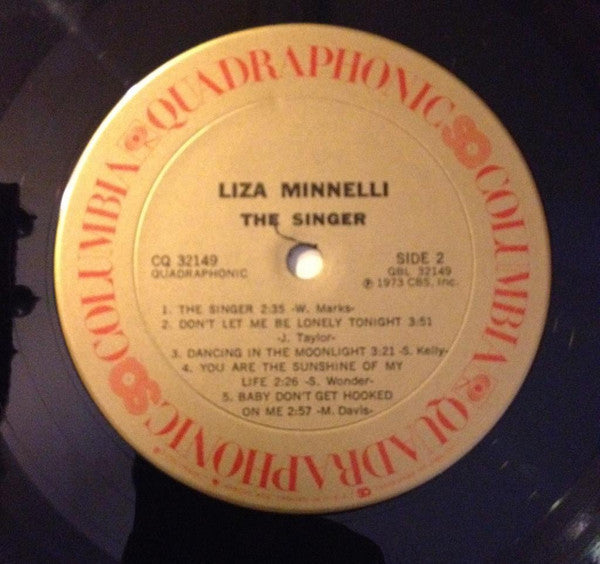 QUADRAPHONIC
COLUMBIA
QUADRAPHONIC
COLUMBIA
LIZA MINNELLI
THE SINGER
CQ 32149
QUADRAPHONIC
SIDE 2
QBL 32149
℗ 1973 CBS, Inc.
1. THE SINGER 2:35 -W. Marks-
2. DON'T LET ME BE LONELY TONIGHT 3:51
-J. Taylor-
3. DANCING IN THE MOONLIGHT 3:21 -S. Kelly-
4. YOU ARE THE SUNSHINE OF MY
LIFE 2:26 -S. Wonder-
5. BABY DON'T GET HOOKED
ON ME 2:57 -M. Davis-